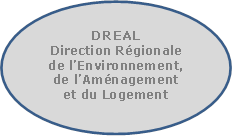 DREAL
Direction Régionale
de l'Environnement,
de l'Aménagement
et du Logement